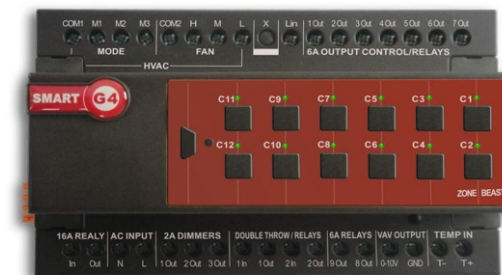 COM1 M1 M2 M3 COM2 H M L X Lin 1Out 2Out 3Out 4Out 5Out 6Out 7Out
MODE FAN 6A OUTPUT CONTROL/RELAYS
HVAC
SMART G4
C11 C9 C7 C5 C3 C1
C12 C10 C8 C6 C4 C2
ZONE BEAST
16A REALY AC INPUT 2A DIMMERS DOUBLE THROW / RELAYS 6A RELAYS VAV OUTPUT TEMP IN
In Out N L 1Out 2Out 3Out 1In 1Out 2In 2Out 9Out 8Out 0-10V GND T- T+